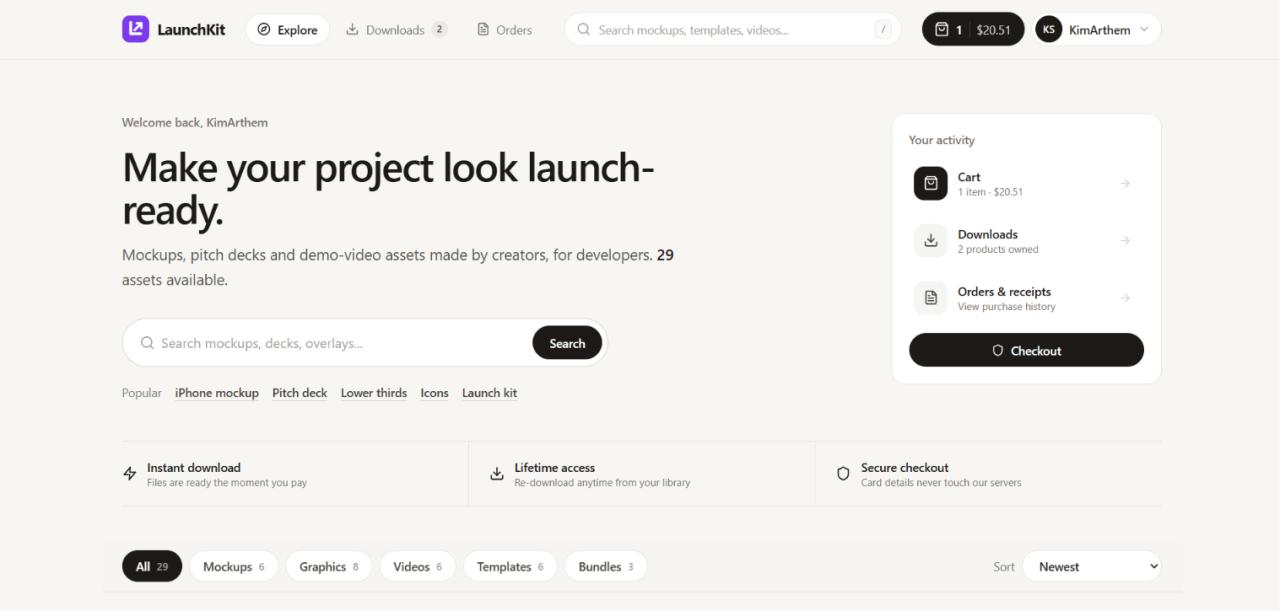 LaunchKit
Explore
Downloads 2
Orders
Search mockups, templates, videos...
/
1 $20.51
KS
KimArthem
Welcome back, KimArthem
Make your project look launch-
ready.
Mockups, pitch decks and demo-video assets made by creators, for developers. 29
assets available.
Search mockups, decks, overlays...
Search
Popular iPhone mockup Pitch deck Lower thirds Icons Launch kit
Your activity
Cart
1 item · $20.51
Downloads
2 products owned
Orders & receipts
View purchase history
Checkout
Instant download
Files are ready the moment you pay
Lifetime access
Re-download anytime from your library
Secure checkout
Card details never touch our servers
All 29
Mockups 6
Graphics 8
Videos 6
Templates 6
Bundles 3
Sort
Newest